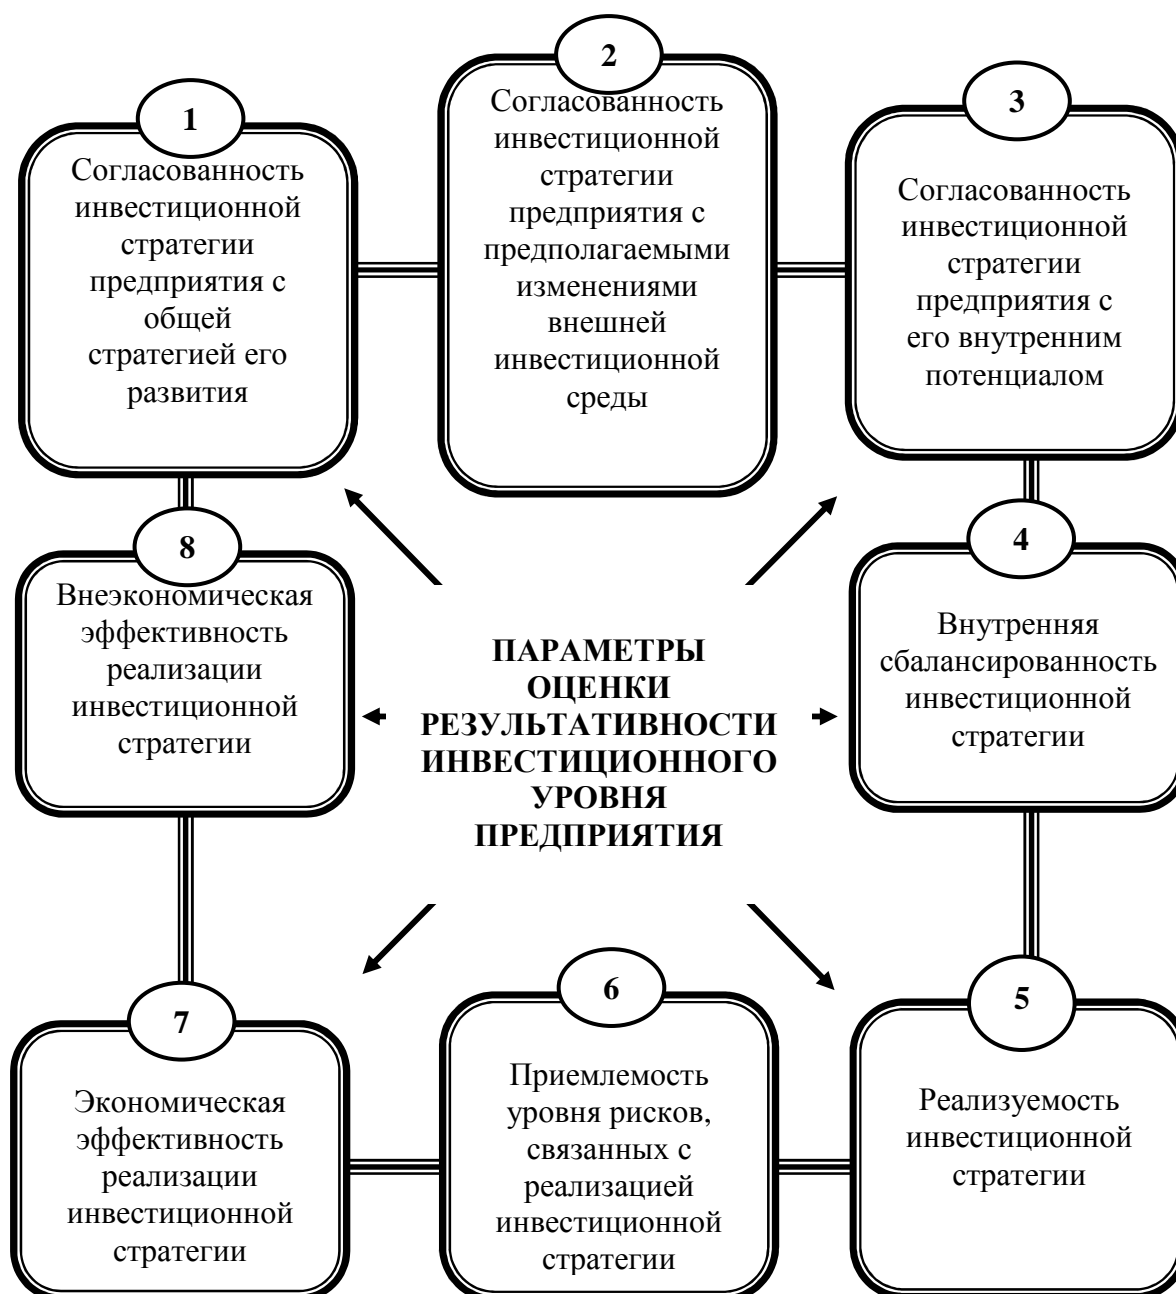 1
Согласованность
инвестиционной
стратегии
предприятия с
общей
стратегией его
развития
2
Согласованность
инвестиционной
стратегии
предприятия с
предполагаемыми
изменениями
внешней
инвестиционной
среды
3
Согласованность
инвестиционной
стратегии
предприятия с
его внутренним
потенциалом
8
Внеэкономическая
эффективность
реализации
инвестиционной
стратегии
ПАРАМЕТРЫ
ОЦЕНКИ
РЕЗУЛЬТАТИВНОСТИ
ИНВЕСТИЦИОННОГО
УРОВНЯ
ПРЕДПРИЯТИЯ
4
Внутренняя
сбалансированность
инвестиционной
стратегии
7
Экономическая
эффективность
реализации
инвестиционной
стратегии
6
Приемлемость
уровня рисков,
связанных с
реализацией
инвестиционной
стратегии
5
Реализуемость
инвестиционной
стратегии